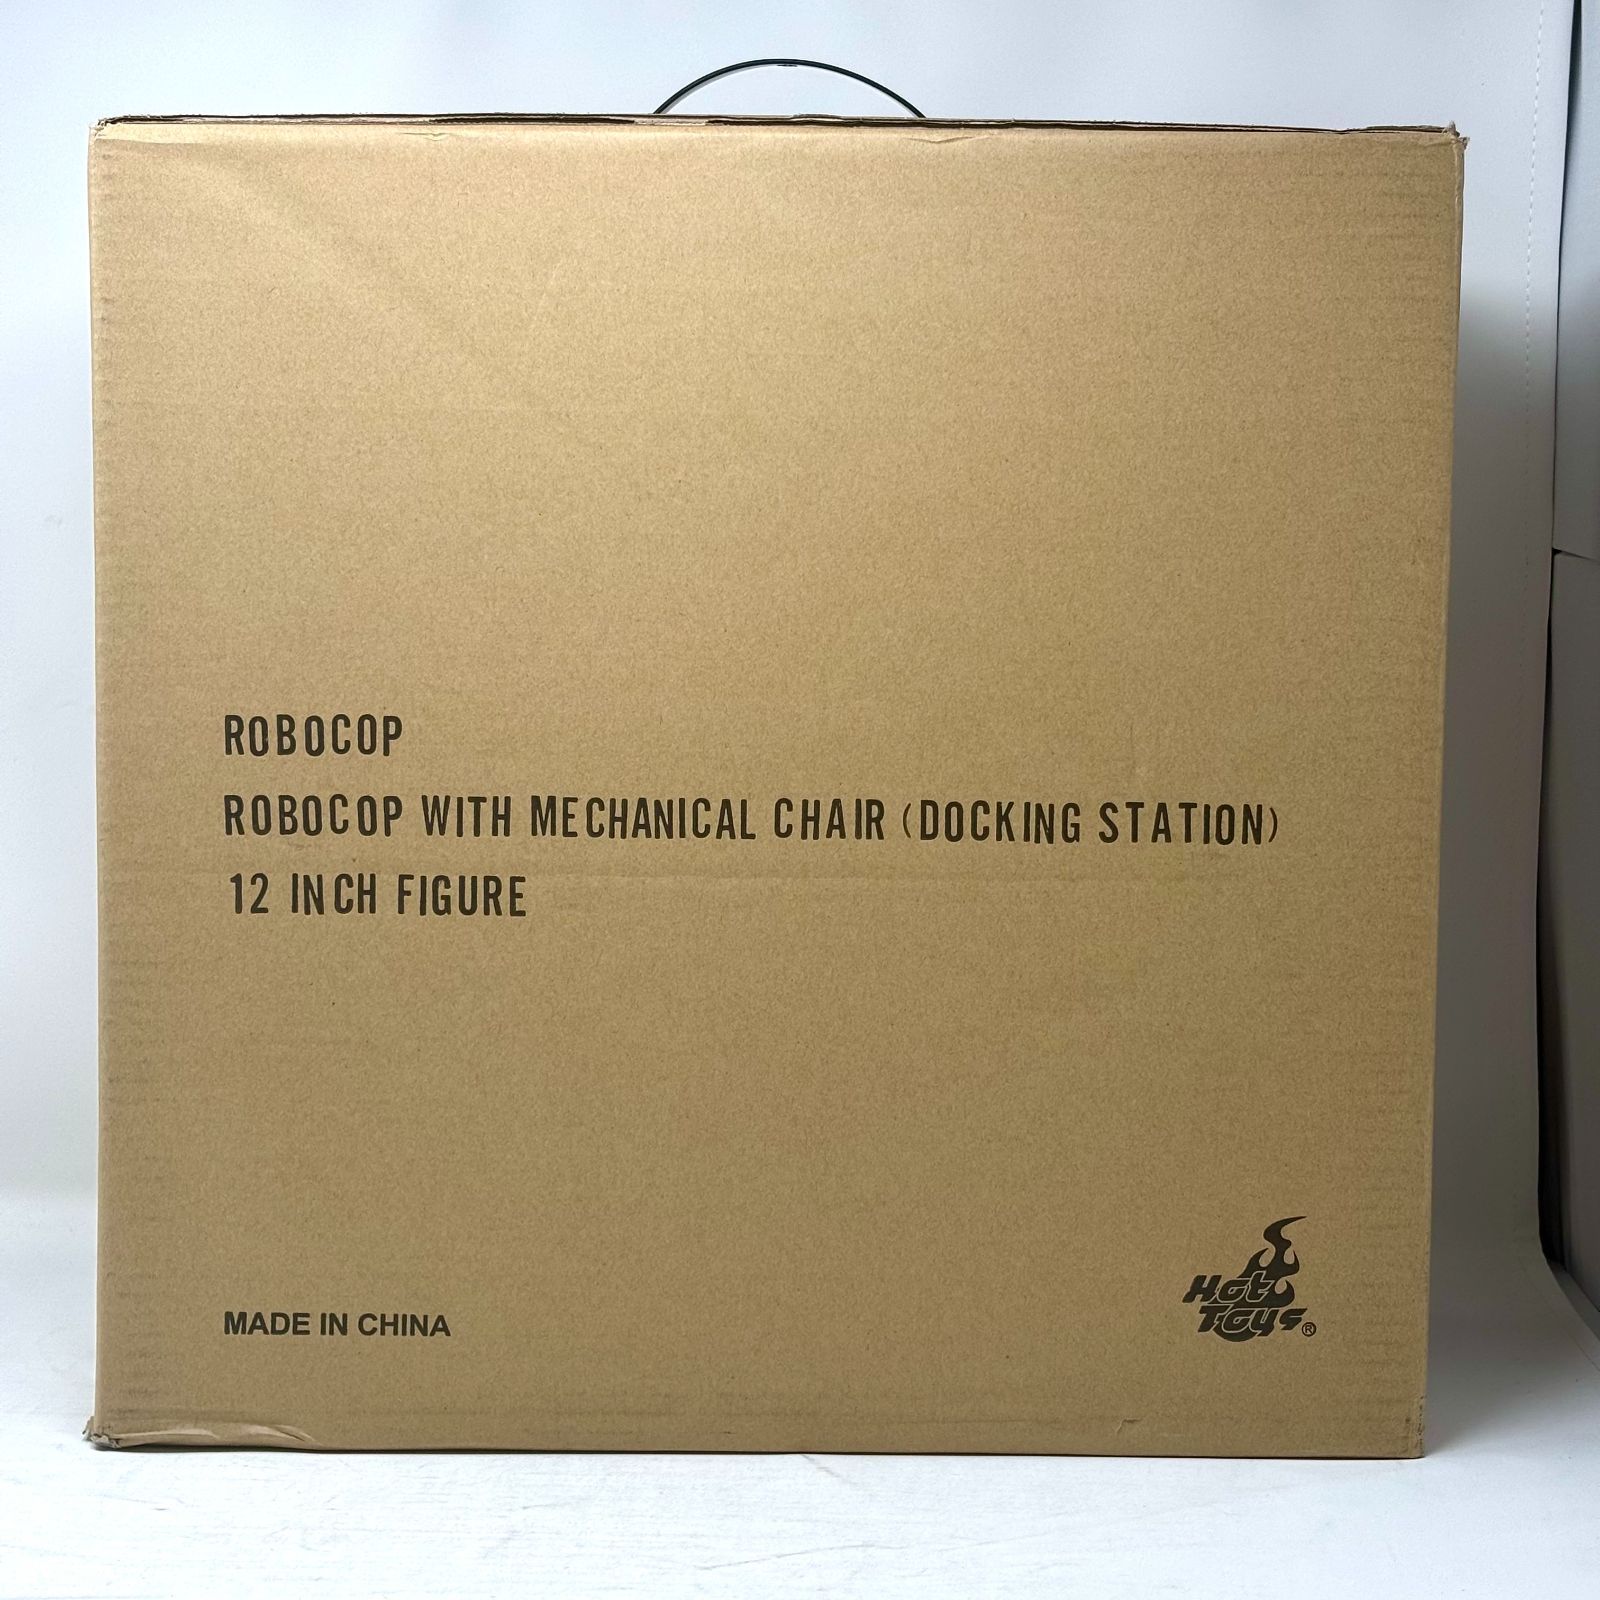 ROBOCOP
ROBOCOP WITH MECHANICAL CHAIR (DOCKING STATION)
12 INCH FIGURE
MADE IN CHINA
Hot
Toys®